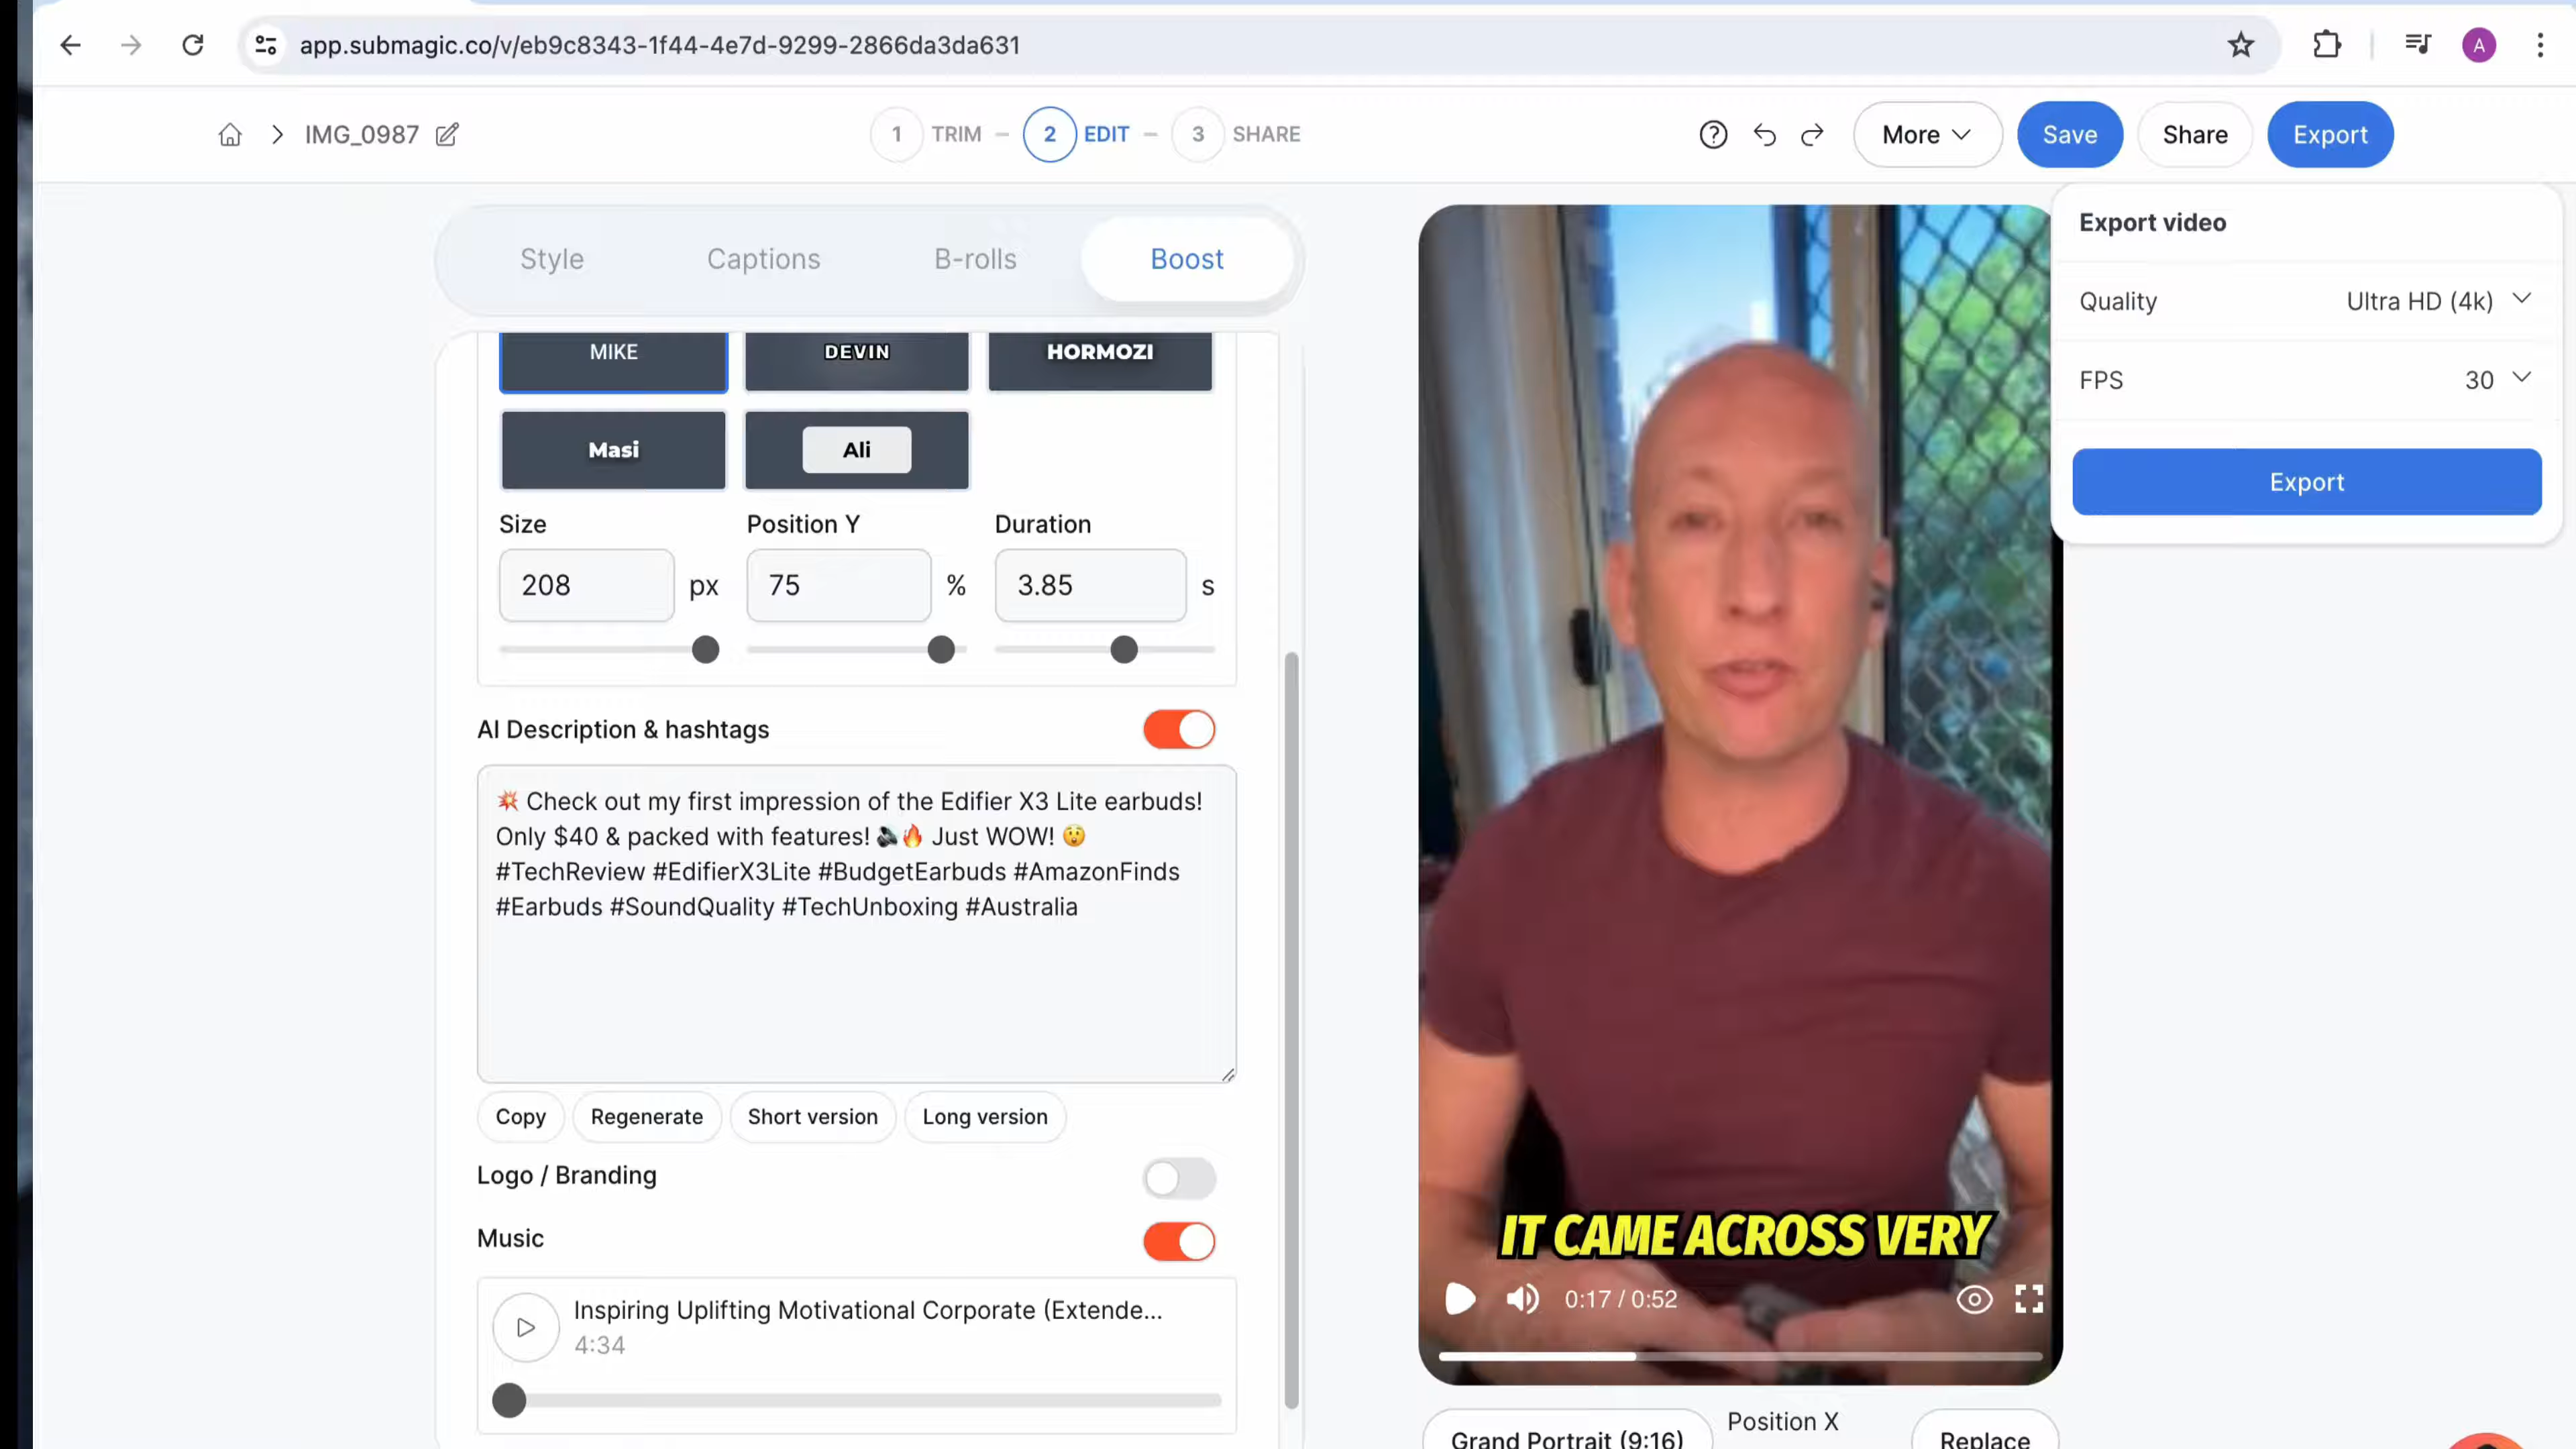 app.submagic.co/v/eb9c8343-1f44-4e7d-9299-2866da3da631
A
IMG_0987
1 TRIM – 2 EDIT – 3 SHARE
More
Save
Share
Export
Style
Captions
B-rolls
Boost
MIKE
DEVIN
HORMOZI
Masi
Ali
Size
Position Y
Duration
208 px
75 %
3.85 s
AI Description & hashtags
💥 Check out my first impression of the Edifier X3 Lite earbuds!
Only $40 & packed with features! 🔊🔥 Just WOW! 😲
#TechReview #EdifierX3Lite #BudgetEarbuds #AmazonFinds
#Earbuds #SoundQuality #TechUnboxing #Australia
Copy
Regenerate
Short version
Long version
Logo / Branding
Music
Inspiring Uplifting Motivational Corporate (Extende...
4:34
IT CAME ACROSS VERY
0:17 / 0:52
Grand Portrait (9:16)
Position X
Replace
Export video
Quality
Ultra HD (4k)
FPS
30
Export